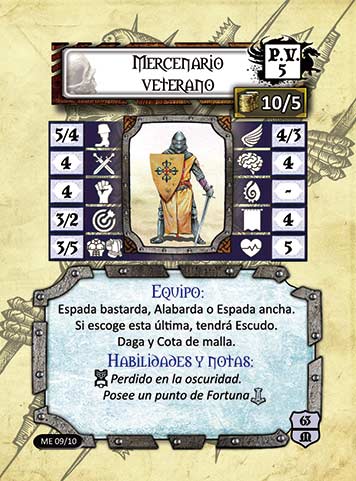 Mercenario
veterano
P.V.
5
10/5
5/4
4/3
4
4
4
-
3/2
4
3/5
5
Equipo:
Espada bastarda, Alabarda o Espada ancha.
Si escoge esta última, tendrá Escudo.
Daga y Cota de malla.
Habilidades y notas:
Perdido en la oscuridad.
Posee un punto de Fortuna
ME 09/10
63
M